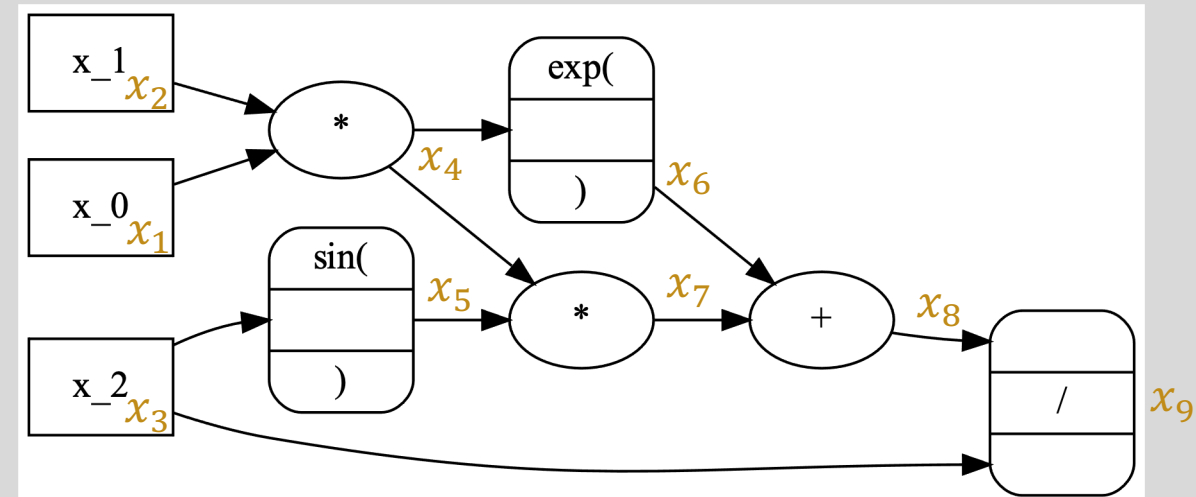 x_1
x₂
*
exp(
)
x₄
x₆
x_0
x₁
sin(
)
x₅
*
x₇
+
x₈
x_2
x₃
/
x₉